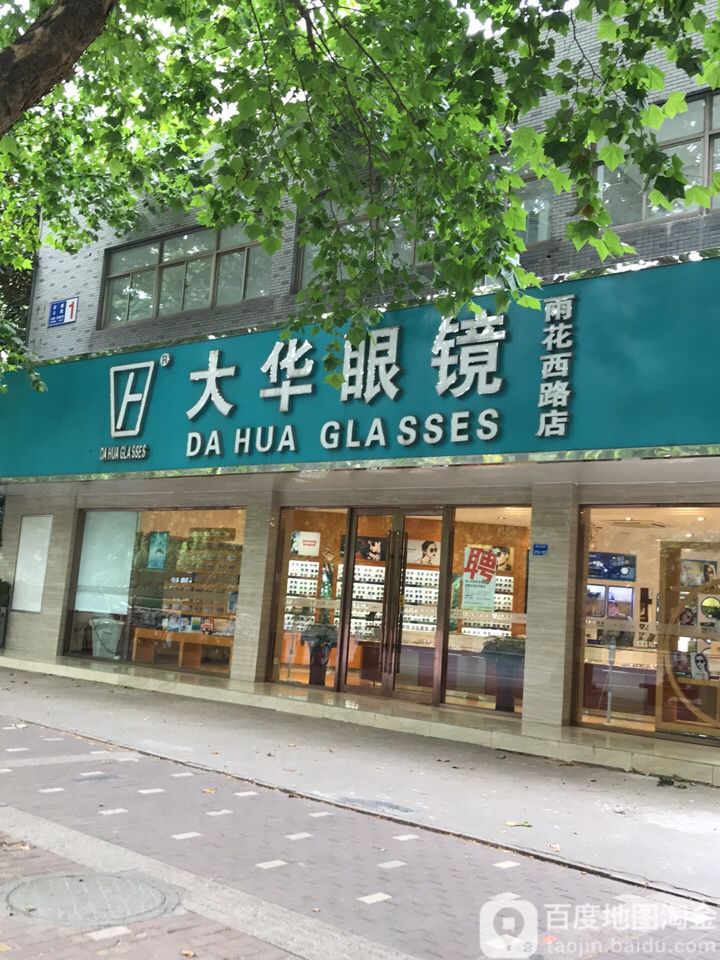 1
大华眼镜
DA HUA GLASSES
DA HUA GLASSES
®
雨花西路店
聘
百度地图淘金
taojin.baidu.com